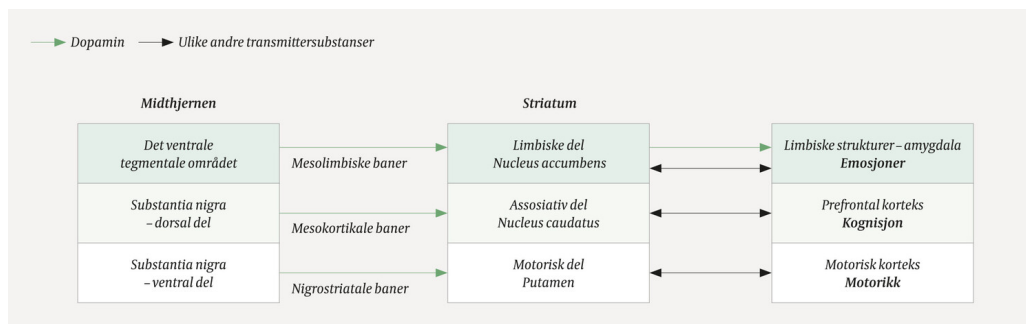 Dopamin
Ulike andre transmittersubstanser
Midthjernen
Striatum
Det ventrale
tegmentale området
Mesolimbiske baner
Limbiske del
Nucleus accumbens
Limbiske strukturer – amygdala
Emosjoner
Substantia nigra
– dorsal del
Mesokortikale baner
Assosiativ del
Nucleus caudatus
Prefrontal korteks
Kognisjon
Substantia nigra
– ventral del
Nigrostriatale baner
Motorisk del
Putamen
Motorisk korteks
Motorikk